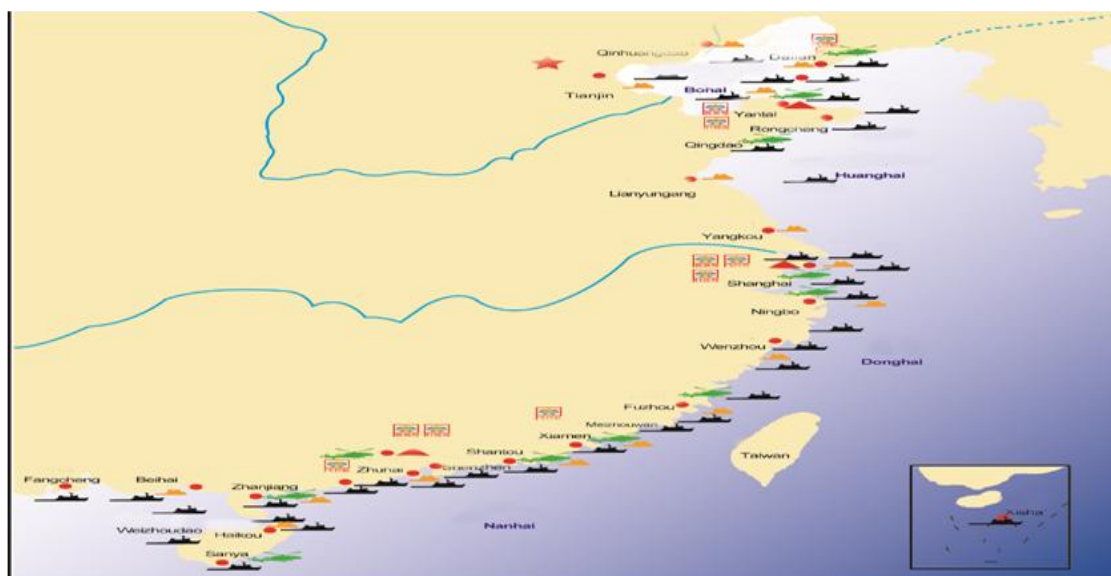 Qinhuangdao
Dalian
Tianjin
Bohai
Yantai
Rongcheng
Qingdao
Huanghai
Lianyungang
Yangkou
Shanghai
Ningbo
Wenzhou
Donghai
Fuzhou
Meizhouwan
Xiamen
Taiwan
Shantou
Shenzhen
Zhuhai
Fangcheng
Beihai
Zhanjiang
Xisha
Nanhai
Weizhoudao
Haikou
Sanya